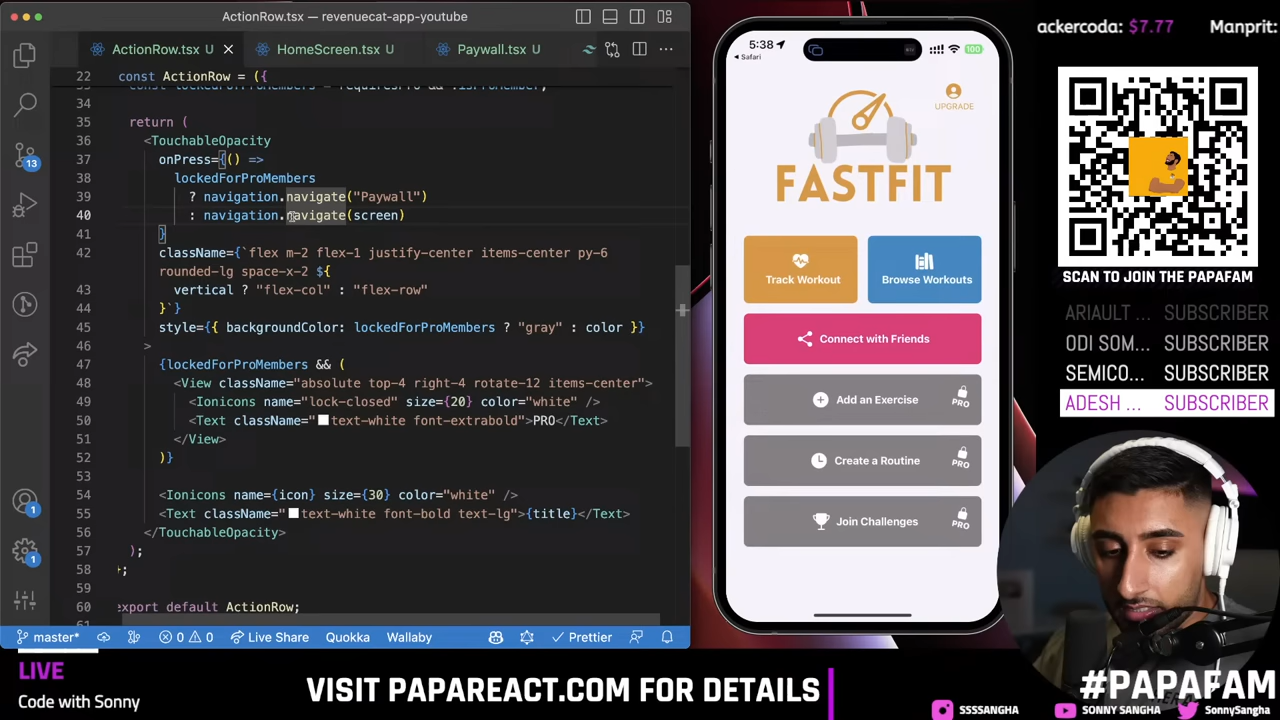 ActionRow.tsx — revenuecat-app-youtube
ActionRow.tsx U
HomeScreen.tsx U
Paywall.tsx U
22 const ActionRow = ({
34
35 return (
36 <TouchableOpacity
37 onPress={() =>
38 lockedForProMembers
39 ? navigation.navigate("Paywall")
40 : navigation.navigate(screen)
41 }
42 className={`flex m-2 flex-1 justify-center items-center py-6
rounded-lg space-x-2 ${
43 vertical ? "flex-col" : "flex-row"
44 }`}
45 style={{ backgroundColor: lockedForProMembers ? "gray" : color }}
46 >
47 {lockedForProMembers && (
48 <View className="absolute top-4 right-4 rotate-12 items-center">
49 <Ionicons name="lock-closed" size={20} color="white" />
50 <Text className="text-white font-extrabold">PRO</Text>
51 </View>
52 )}
53
54 <Ionicons name={icon} size={30} color="white" />
55 <Text className="text-white font-bold text-lg">{title}</Text>
56 </TouchableOpacity>
57 );
58 };
59
60 export default ActionRow;
13
1
1
master*
0 0
Live Share
Quokka
Wallaby
Prettier
5:38
Safari
100
UPGRADE
FASTFIT
Track Workout
Browse Workouts
Connect with Friends
Add an Exercise
PRO
Create a Routine
PRO
Join Challenges
PRO
ackercoda: $7.77
Manprit:
SCAN TO JOIN THE PAPAFAM
ARIAULT ... SUBSCRIBER
ODI SOM... SUBSCRIBER
SEMICO... SUBSCRIBER
ADESH ... SUBSCRIBER
LIVE
Code with Sonny
VISIT PAPAREACT.COM FOR DETAILS
#PAPAFAM
SSSSANGHA
SONNY SANGHA
SonnySangha